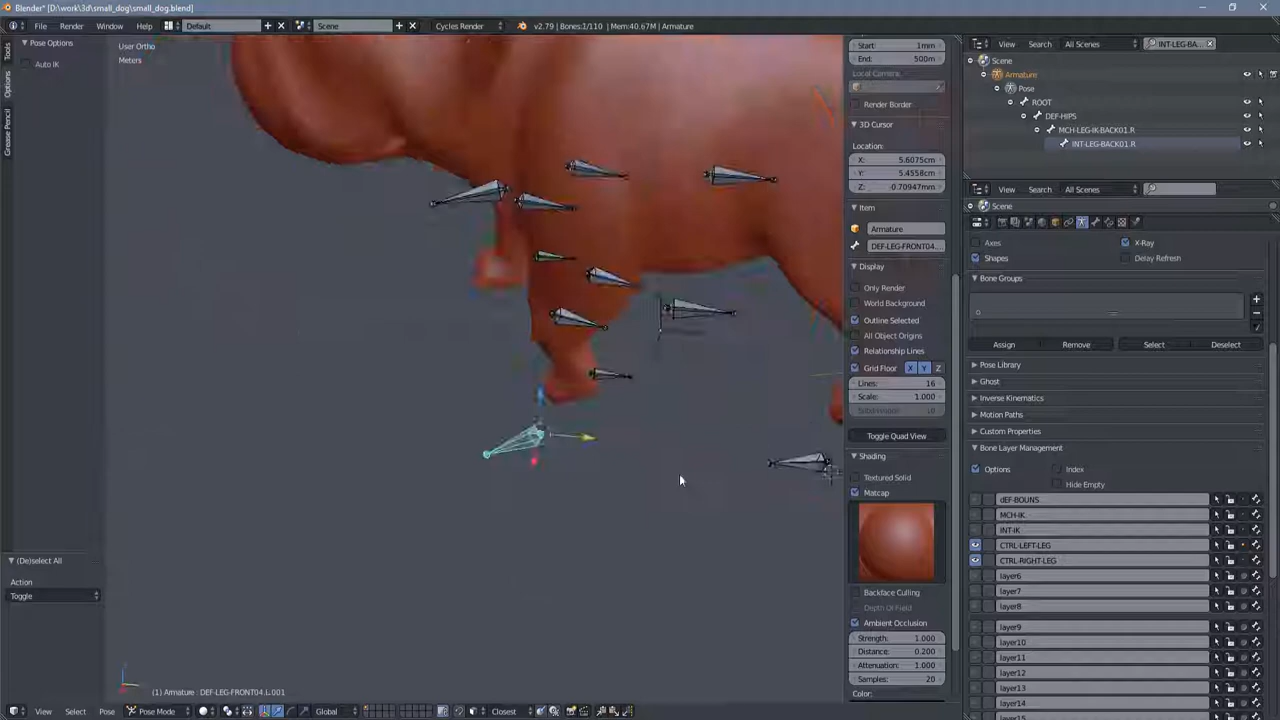 Blender* [D:\work\3d\small_dog\small_dog.blend]
File Render Window Help Default Scene Cycles Render v2.79 | Bones:1/110 | Mem:40.67M | Armature
Pose Options
Auto IK
Tools
Options
Grease Pencil
User Ortho
Meters
(De)select All
Action
Toggle
(1) Armature : DEF-LEG-FRONT04.L.001
View Select Pose Pose Mode Global Closest
Start: 1mm
End: 500m
Local Camera:
Render Border
3D Cursor
Location:
X: 5.6075cm
Y: 5.4558cm
Z: -0.70947mm
Item
Armature
DEF-LEG-FRONT04....
Display
Only Render
World Background
Outline Selected
All Object Origins
Relationship Lines
Grid Floor X Y Z
Lines: 16
Scale: 1.000
Subdivisions: 10
Toggle Quad View
Shading
Textured Solid
Matcap
Backface Culling
Depth Of Field
Ambient Occlusion
Strength: 1.000
Distance: 0.200
Attenuation: 1.000
Samples: 20
Color:
View Search All Scenes INT-LEG-BA...
Scene
Armature
Pose
ROOT
DEF-HIPS
MCH-LEG-IK-BACK01.R
INT-LEG-BACK01.R
View Search All Scenes
Scene
Axes X-Ray
Shapes Delay Refresh
Bone Groups
Assign Remove Select Deselect
Pose Library
Ghost
Inverse Kinematics
Motion Paths
Custom Properties
Bone Layer Management
Options Index
Hide Empty
dEF-BOUNS
MCH-IK
INT-IK
CTRL-LEFT-LEG
CTRL-RIGHT-LEG
layer6
layer7
layer8
layer9
layer10
layer11
layer12
layer13
layer14
layer15